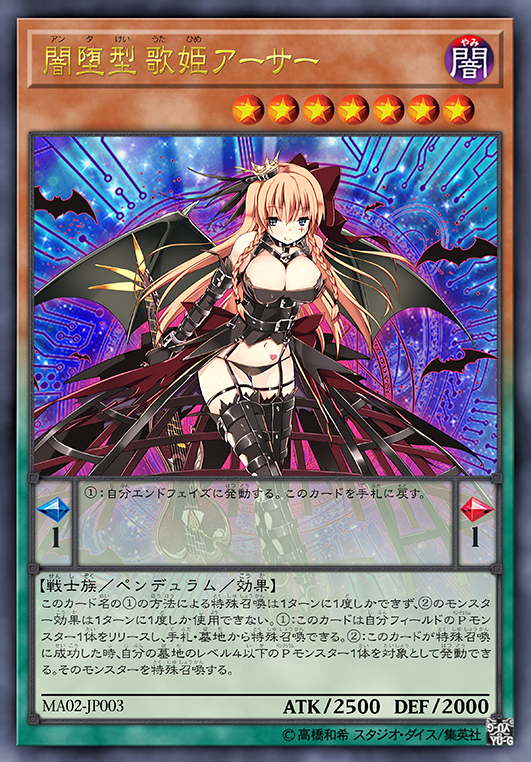 アンタ けい うた ひめ
闇堕型 歌姫アーサー
やみ
闇
①:自分エンドフェイズに発動する。このカードを手札に戻す。
1 1
【戦士族/ペンデュラム/効果】
このカード名の①の方法による特殊召喚は1ターンに1度しかできず、②のモンス
ター効果は1ターンに1度しか使用できない。①:このカードは自分フィールドのPモン
スター1体をリリースし、手札・墓地から特殊召喚できる。②:このカードが特殊召喚
に成功した時、自分の墓地のレベル4以下のPモンスター1体を対象として発動でき
る。そのモンスターを特殊召喚する。
MA02-JP003 ATK/2500 DEF/2000
©高橋和希 スタジオ・ダイス/集英社